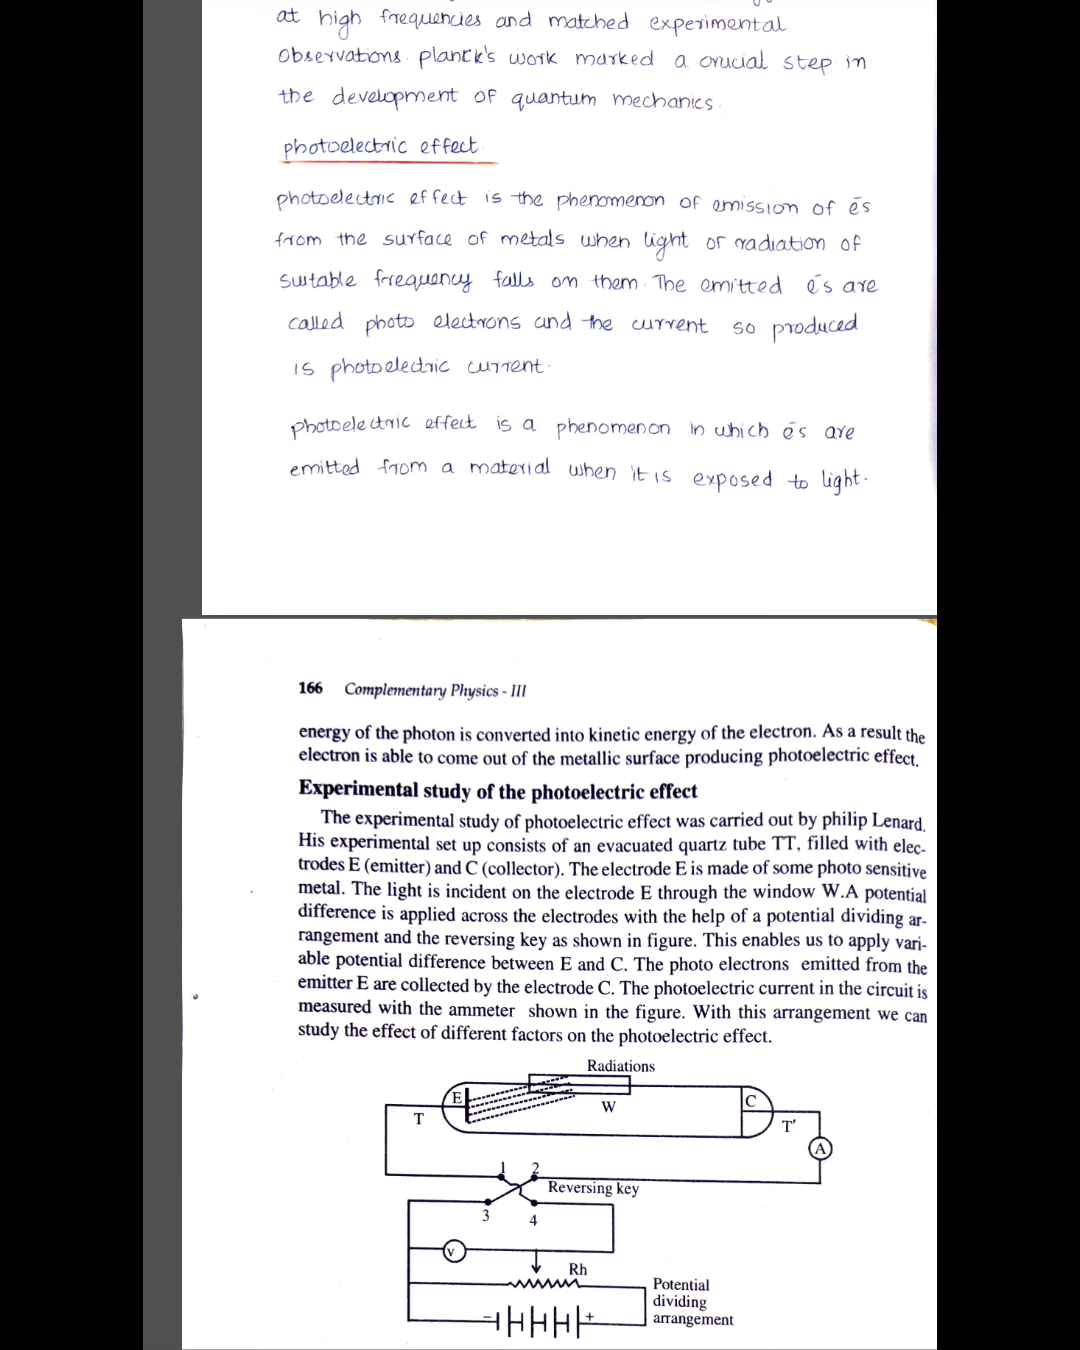 at high frequencies and matched experimental
observations. planck's work marked a crucial step in
the development of quantum mechanics.
photoelectric effect
photoelectric effect is the phenomenon of emission of ēs
from the surface of metals when light or radiation of
suitable frequency falls on them. The emitted ēs are
called photo electrons and the current so produced
is photoelectric current.
photoelectric effect is a phenomenon in which ēs are
emitted from a material when it is exposed to light.
166 Complementary Physics - III
energy of the photon is converted into kinetic energy of the electron. As a result the
electron is able to come out of the metallic surface producing photoelectric effect.
Experimental study of the photoelectric effect
The experimental study of photoelectric effect was carried out by philip Lenard.
His experimental set up consists of an evacuated quartz tube TT, filled with elec-
trodes E (emitter) and C (collector). The electrode E is made of some photo sensitive
metal. The light is incident on the electrode E through the window W.A potential
difference is applied across the electrodes with the help of a potential dividing ar-
rangement and the reversing key as shown in figure. This enables us to apply vari-
able potential difference between E and C. The photo electrons emitted from the
emitter E are collected by the electrode C. The photoelectric current in the circuit is
measured with the ammeter shown in the figure. With this arrangement we can
study the effect of different factors on the photoelectric effect.
Radiations
E
W
C
T
T'
A
1 2
Reversing key
3 4
V
Rh
Potential
dividing
arrangement
- +